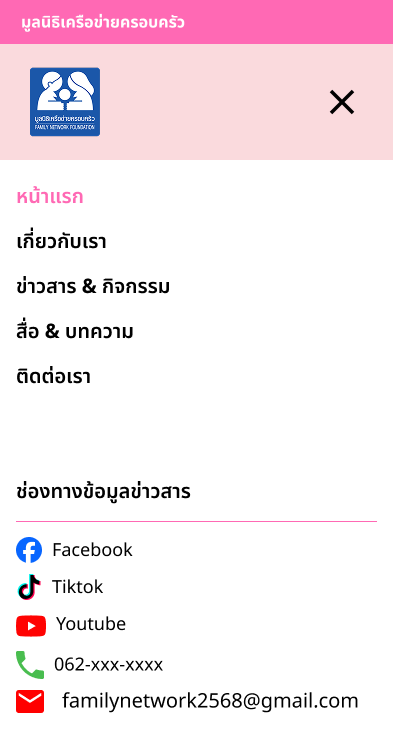 มูลนิธิเครือข่ายครอบครัว
มูลนิธิเครือข่ายครอบครัว
FAMILY NETWORK FOUNDATION
หน้าแรก
เกี่ยวกับเรา
ข่าวสาร & กิจกรรม
สื่อ & บทความ
ติดต่อเรา
ช่องทางข้อมูลข่าวสาร
Facebook
Tiktok
Youtube
062-xxx-xxxx
familynetwork2568@gmail.com